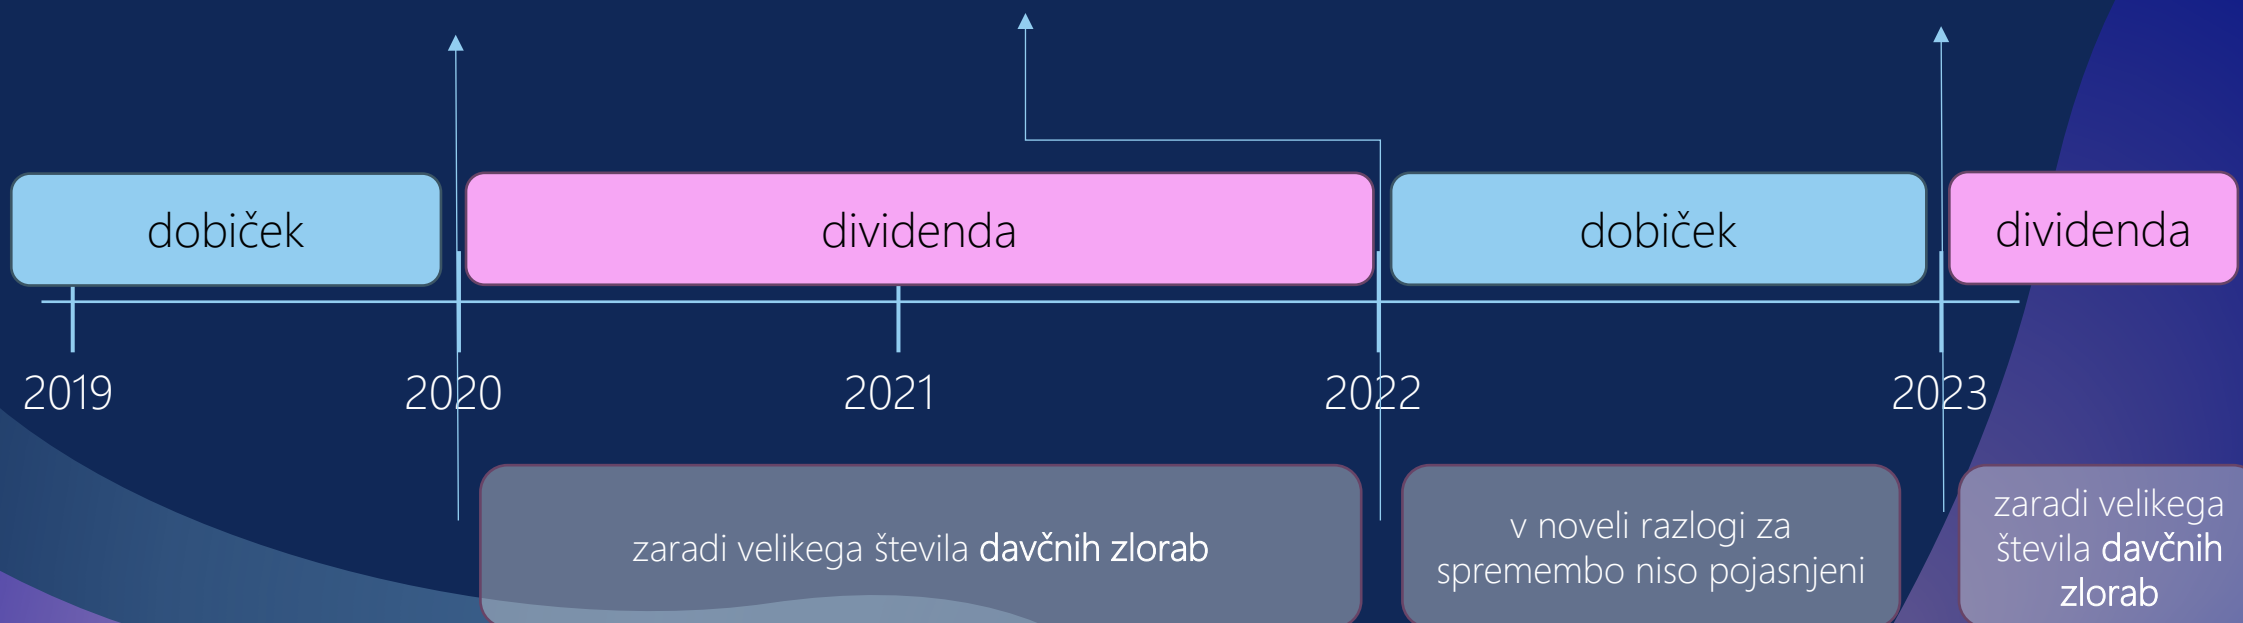 dobiček
dividenda
dobiček
dividenda
2019
2020
2021
2022
2023
zaradi velikega števila davčnih zlorab
v noveli razlogi za
spremembo niso pojasnjeni
zaradi velikega
števila davčnih
zlorab